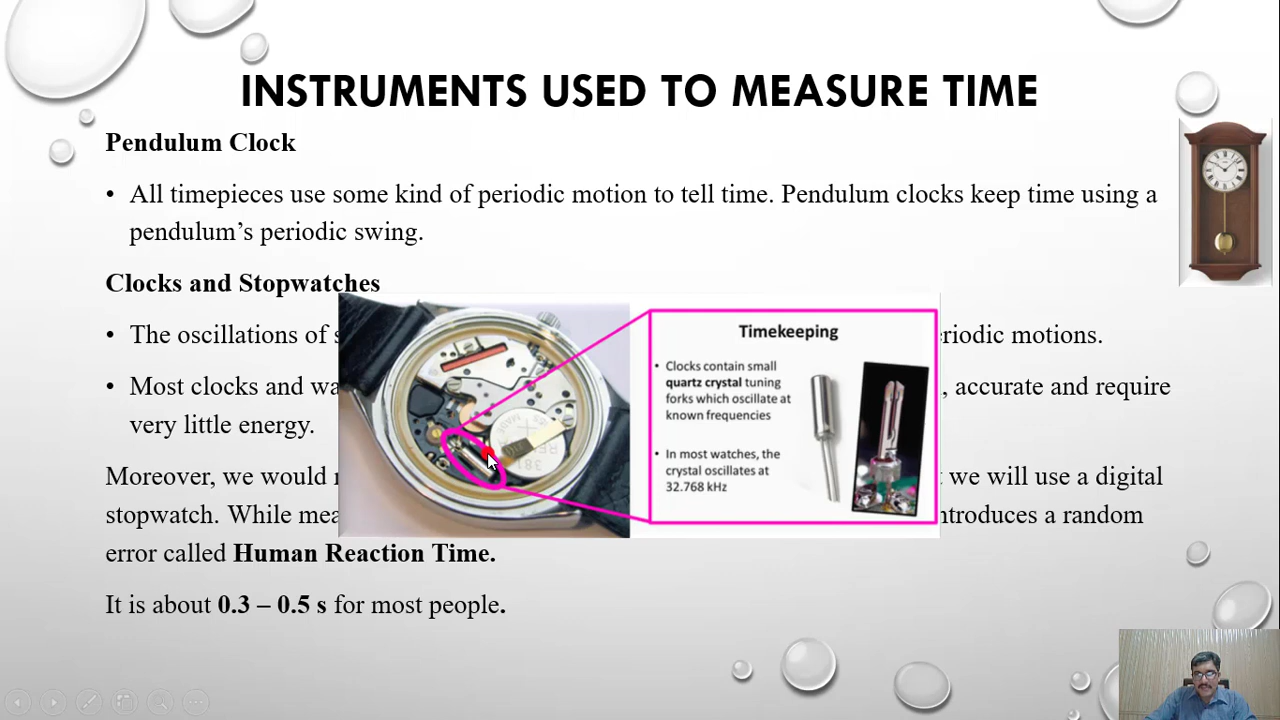 INSTRUMENTS USED TO MEASURE TIME
Pendulum Clock
• All timepieces use some kind of periodic motion to tell time. Pendulum clocks keep time using a
pendulum’s periodic swing.
Clocks and Stopwatches
• The oscillations of
periodic motions.
• Most clocks and
, accurate and require
very little energy.
Moreover, we would
we will use a digital
stopwatch. While
introduces a random
error called Human Reaction Time.
It is about 0.3 – 0.5 s for most people.
Timekeeping
• Clocks contain small
quartz crystal tuning
forks which oscillate at
known frequencies
• In most watches, the
crystal oscillates at
32.768 kHz
381